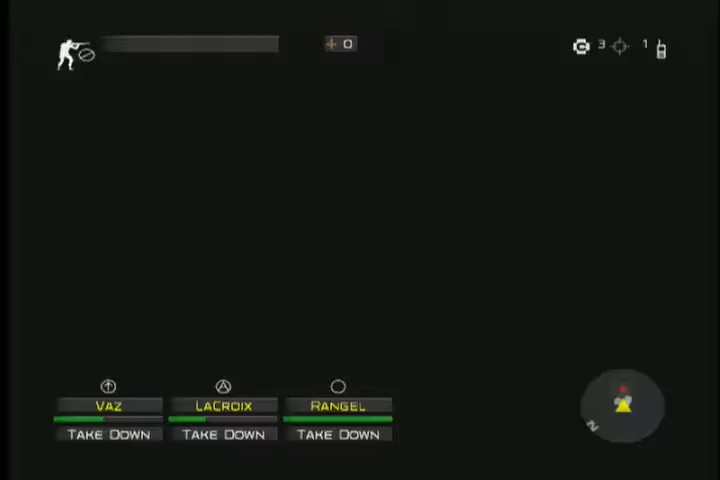 0 3 1
VAZ LACROIX RANGEL
TAKE DOWN TAKE DOWN TAKE DOWN
N